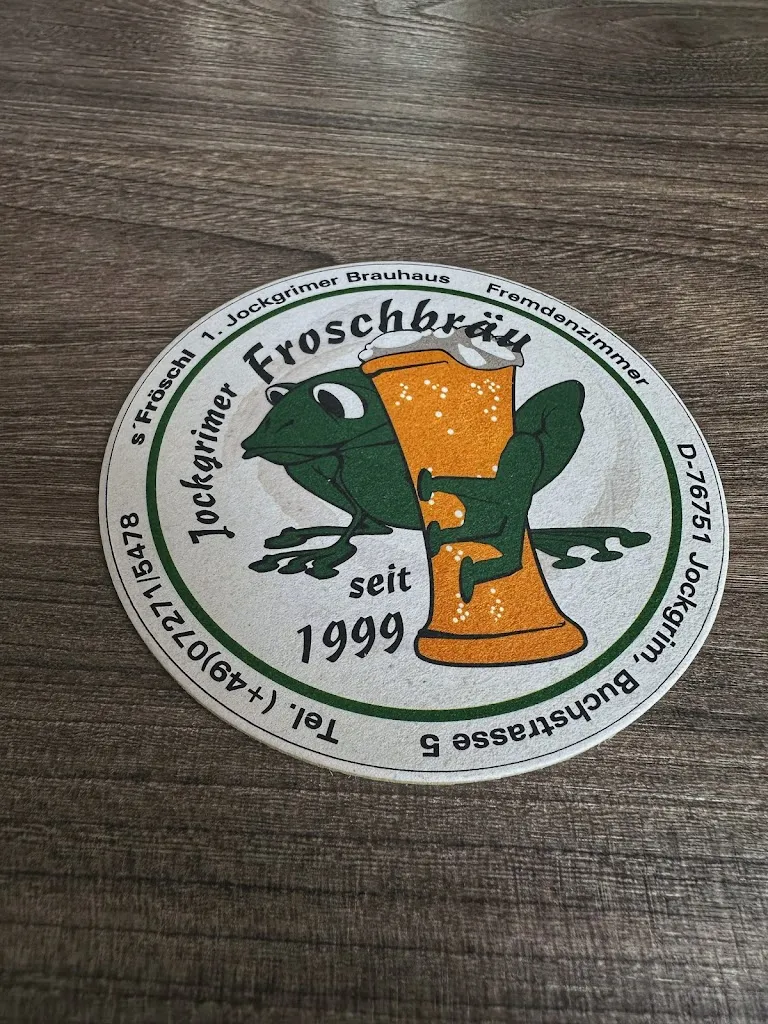 s´Fröschl 1. Jockgrimer Brauhaus Fremdenzimmer
D-76751 Jockgrim, Buchstrasse 5
Tel. (+49)07271/5478
Jockgrimer Froschbräu
seit
1999